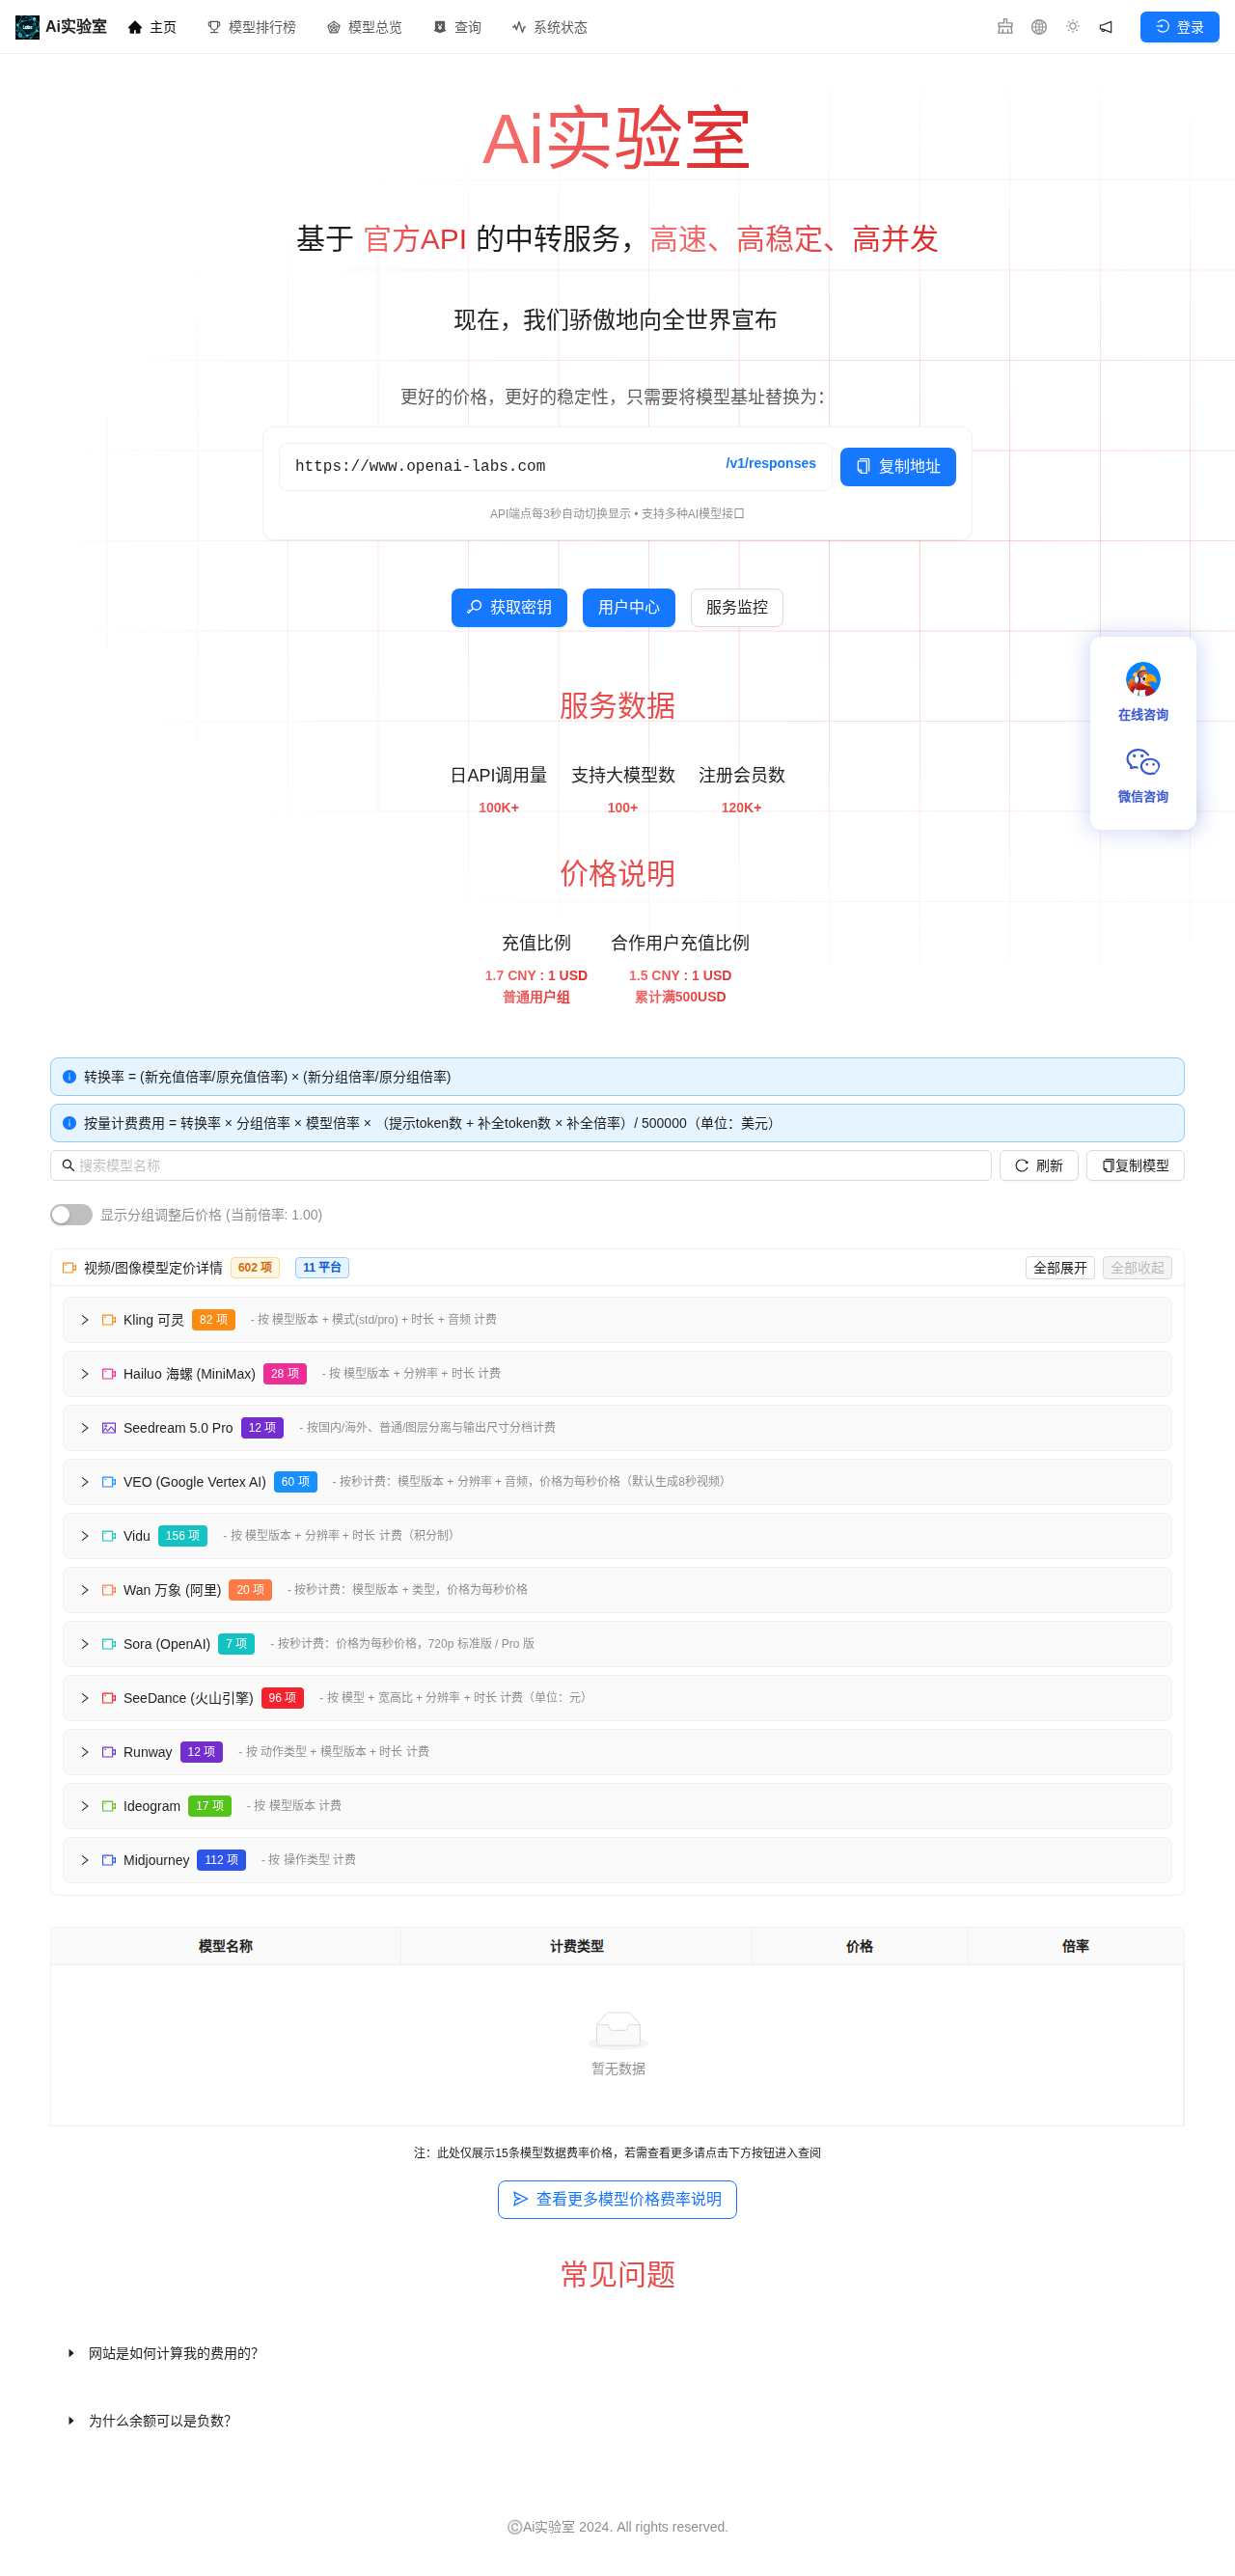 Ai实验室 主页 模型排行榜 模型总览 查询 系统状态 登录
Ai实验室
基于 官方API 的中转服务，高速、高稳定、高并发
现在，我们骄傲地向全世界宣布
更好的价格，更好的稳定性，只需要将模型基址替换为：
https://www.openai-labs.com /v1/responses 复制地址
API端点每3秒自动切换显示 • 支持多种AI模型接口
获取密钥 用户中心 服务监控
在线咨询
微信咨询
服务数据
日API调用量 支持大模型数 注册会员数
100K+ 100+ 120K+
价格说明
充值比例 合作用户充值比例
1.7 CNY : 1 USD 1.5 CNY : 1 USD
普通用户组 累计满500USD
转换率 = (新充值倍率/原充值倍率) × (新分组倍率/原分组倍率)
按量计费费用 = 转换率 × 分组倍率 × 模型倍率 × （提示token数 + 补全token数 × 补全倍率）/ 500000（单位：美元）
搜索模型名称 刷新 复制模型
显示分组调整后价格 (当前倍率: 1.00)
视频/图像模型定价详情 602 项 11 平台 全部展开 全部收起
Kling 可灵 82 项 - 按 模型版本 + 模式(std/pro) + 时长 + 音频 计费
Hailuo 海螺 (MiniMax) 28 项 - 按 模型版本 + 分辨率 + 时长 计费
Seedream 5.0 Pro 12 项 - 按国内/海外、普通/图层分离与输出尺寸分档计费
VEO (Google Vertex AI) 60 项 - 按秒计费：模型版本 + 分辨率 + 音频，价格为每秒价格（默认生成8秒视频）
Vidu 156 项 - 按 模型版本 + 分辨率 + 时长 计费（积分制）
Wan 万象 (阿里) 20 项 - 按秒计费：模型版本 + 类型，价格为每秒价格
Sora (OpenAI) 7 项 - 按秒计费：价格为每秒价格，720p 标准版 / Pro 版
SeeDance (火山引擎) 96 项 - 按 模型 + 宽高比 + 分辨率 + 时长 计费（单位：元）
Runway 12 项 - 按 动作类型 + 模型版本 + 时长 计费
Ideogram 17 项 - 按 模型版本 计费
Midjourney 112 项 - 按 操作类型 计费
模型名称 计费类型 价格 倍率
暂无数据
注：此处仅展示15条模型数据费率价格，若需查看更多请点击下方按钮进入查阅
查看更多模型价格费率说明
常见问题
网站是如何计算我的费用的？
为什么余额可以是负数？
©Ai实验室 2024. All rights reserved.